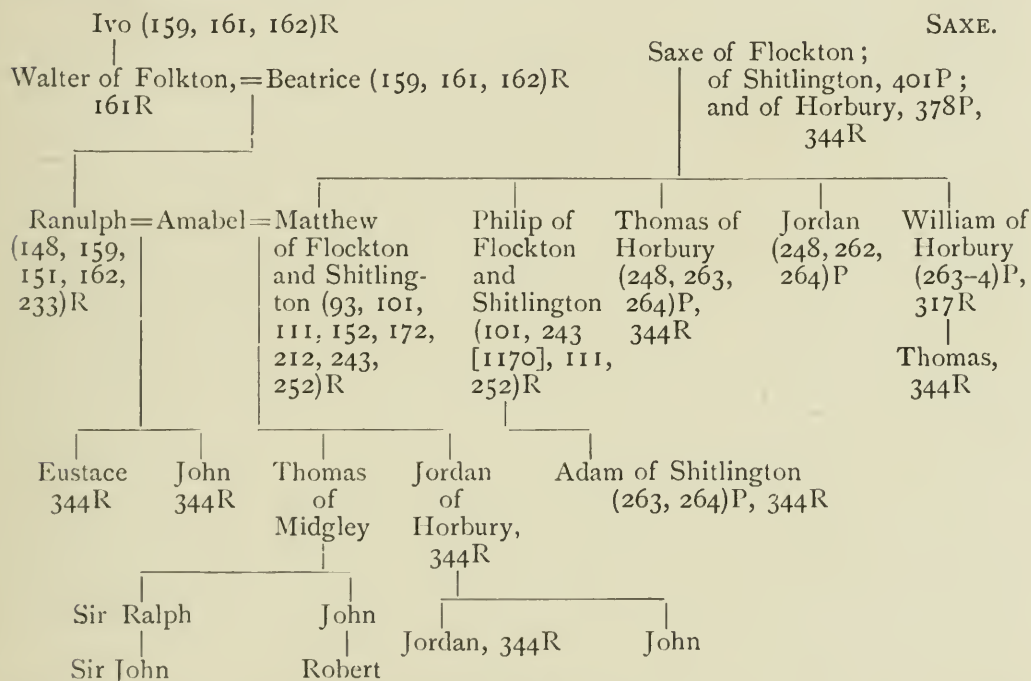 SAXE.
Ivo (159, 161, 162)R
Walter of Folkton, = Beatrice (159, 161, 162)R
161R
Saxe of Flockton ;
of Shitlington, 401P ;
and of Horbury, 378P,
344R
Ranulph = Amabel = Matthew
(148, 159,
151, 162,
233)R
of Flockton
and Shitling-
ton (93, 101,
111, 152, 172,
212, 243,
252)R
Philip of
Flockton
and
Shitlington
(101, 243
[1170], 111,
252)R
Thomas of
Horbury
(248, 263,
264)P,
344R
Jordan
(248, 262,
264)P
William of
Horbury
(263-4)P,
317R
Thomas,
344R
Eustace
344R
John
344R
Thomas
of
Midgley
Jordan
of
Horbury,
344R
Adam of Shitlington
(263, 264)P, 344R
Sir Ralph
John
Jordan, 344R
John
Sir John
Robert